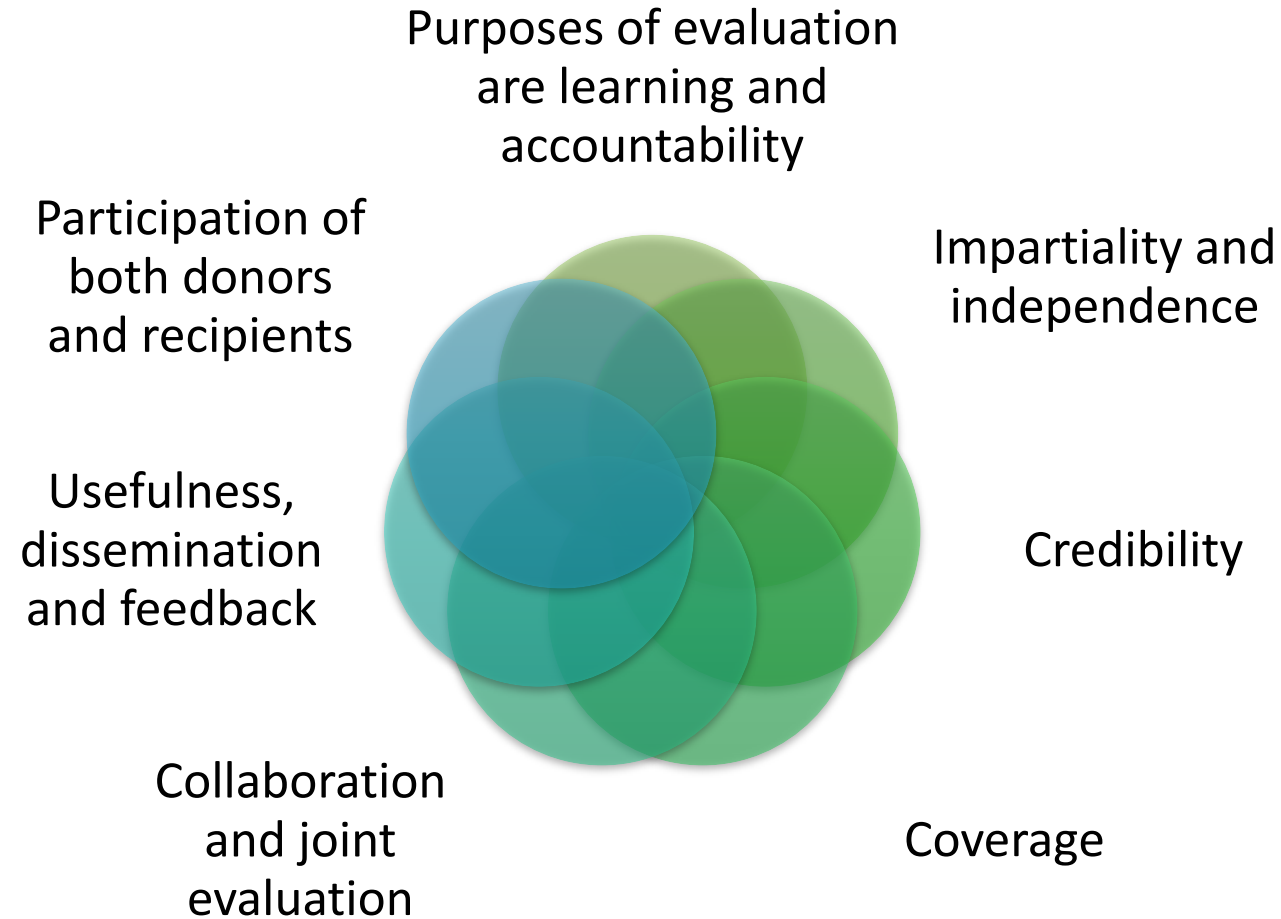 Purposes of evaluation
are learning and
accountability
Impartiality and
independence
Credibility
Coverage
Collaboration
and joint
evaluation
Usefulness,
dissemination
and feedback
Participation of
both donors
and recipients